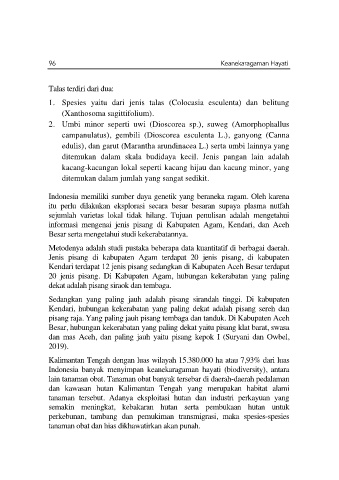 96 Keanekaragaman Hayati
Talas terdiri dari dua:
1. Spesies yaitu dari jenis talas (Colocasia esculenta) dan belitung
(Xanthosoma sagittifolium).
2. Umbi minor seperti uwi (Dioscorea sp.), suweg (Amorphophallus
campanulatus), gembili (Dioscorea esculenta L.), ganyong (Canna
edulis), dan garut (Marantha arundinacea L.) serta umbi lainnya yang
ditemukan dalam skala budidaya kecil. Jenis pangan lain adalah
kacang-kacangan lokal seperti kacang hijau dan kacang minor, yang
ditemukan dalam jumlah yang sangat sedikit.
Indonesia memiliki sumber daya genetik yang beraneka ragam. Oleh karena
itu perlu dilakukan eksplorasi secara besar besaran supaya plasma nutfah
sejumlah varietas lokal tidak hilang. Tujuan penulisan adalah mengetahui
informasi mengenai jenis pisang di Kabupaten Agam, Kendari, dan Aceh
Besar serta mengetahui studi kekerabatannya.
Metodenya adalah studi pustaka beberapa data kuantitatif di berbagai daerah.
Jenis pisang di kabupaten Agam terdapat 20 jenis pisang, di kabupaten
Kendari terdapat 12 jenis pisang sedangkan di Kabupaten Aceh Besar terdapat
20 jenis pisang. Di Kabupaten Agam, hubungan kekerabatan yang paling
dekat adalah pisang siraok dan tembaga.
Sedangkan yang paling jauh adalah pisang sirandah tinggi. Di kabupaten
Kendari, hubungan kekerabatan yang paling dekat adalah pisang sereh dan
pisang raja. Yang paling jauh pisang tembaga dan tanduk. Di Kabupaten Aceh
Besar, hubungan kekerabatan yang paling dekat yaitu pisang klat barat, swasa
dan mas Aceh, dan paling jauh yaitu pisang kepok I (Suryani dan Owbel,
2019).
Kalimantan Tengah dengan luas wilayah 15.380.000 ha atau 7,93% dari luas
Indonesia banyak menyimpan keanekaragaman hayati (biodiversity), antara
lain tanaman obat. Tanaman obat banyak tersebar di daerah-daerah pedalaman
dan kawasan hutan Kalimantan Tengah yang merupakan habitat alami
tanaman tersebut. Adanya eksploitasi hutan dan industri perkayuan yang
semakin meningkat, kebakaran hutan serta pembukaan hutan untuk
perkebunan, tambang dan pemukiman transmigrasi, maka spesies-spesies
tanaman obat dan hias dikhawatirkan akan punah.